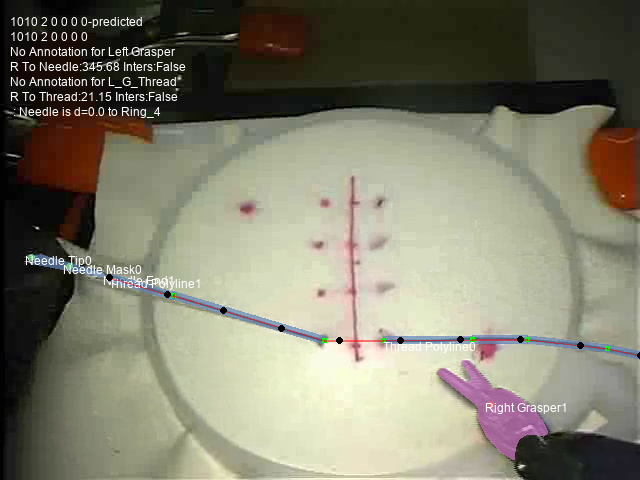 1010 2 0 0 0 0-predicted
1010 2 0 0 0 0
No Annotation for Left Grasper
R To Needle:345.68 Inters:False
No Annotation for L_G_Thread*
R To Thread:21.15 Inters:False
: Needle is d=0.0 to Ring_4
Needle Tip0
Needle Mask0
Needle End1
Thread Polyline1
Thread Polyline0
Right Grasper1